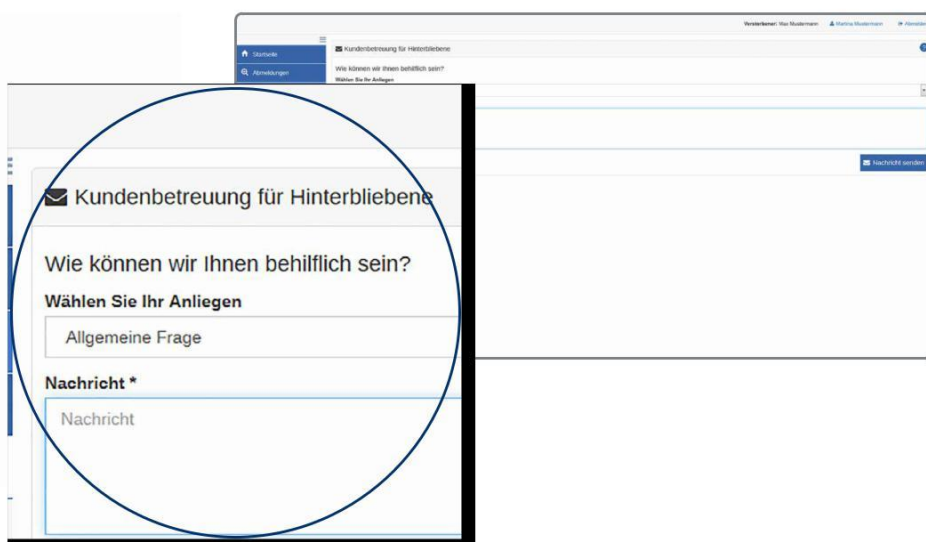 Verstorbener: Max Mustermann Martina Mustermann Abmelden
Startseite
Abmeldungen
Kundenbetreuung für Hinterbliebene
Wie können wir Ihnen behilflich sein?
Wählen Sie Ihr Anliegen
Nachricht senden
Kundenbetreuung für Hinterbliebene
Wie können wir Ihnen behilflich sein?
Wählen Sie Ihr Anliegen
Allgemeine Frage
Nachricht *
Nachricht